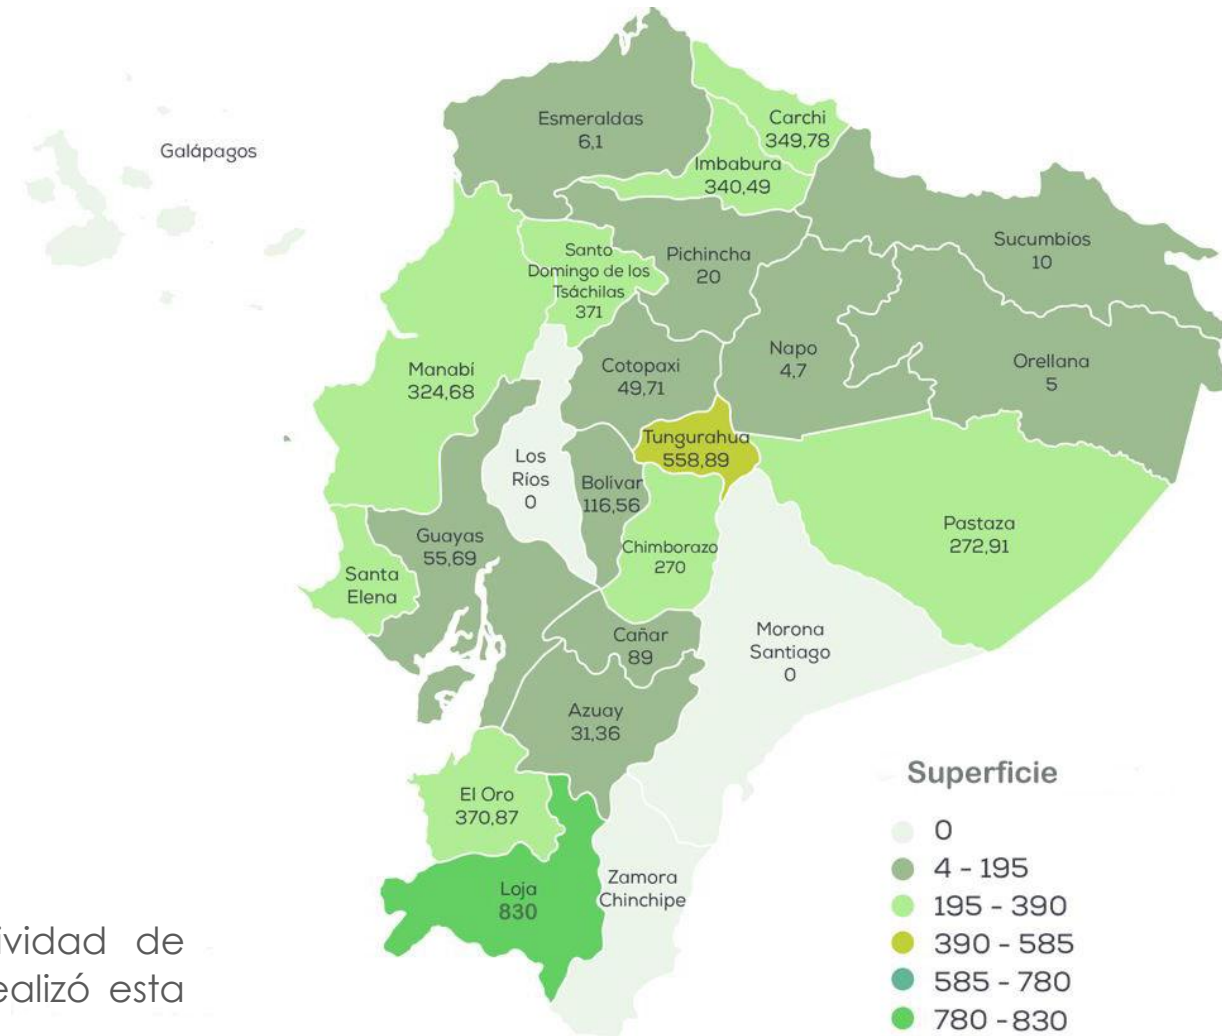 Esmeraldas
6,1
Carchi
349,78
Galápagos
Imbabura
340,49
Sucumbíos
10
Santo
Domingo de los
Tsáchilas
371
Pichincha
20
Napo
4,7
Orellana
5
Manabí
324,68
Cotopaxi
49,71
Tungurahua
558,89
Los
Ríos
0
Bolívar
116,56
Pastaza
272,91
Guayas
55,69
Chimborazo
270
Santa
Elena
Cañar
89
Morona
Santiago
0
Azuay
31,36
El Oro
370,87
Loja
830
Zamora
Chinchipe
Superficie
0
4 - 195
195 - 390
390 - 585
585 - 780
780 - 830
ividad de
ealizó esta